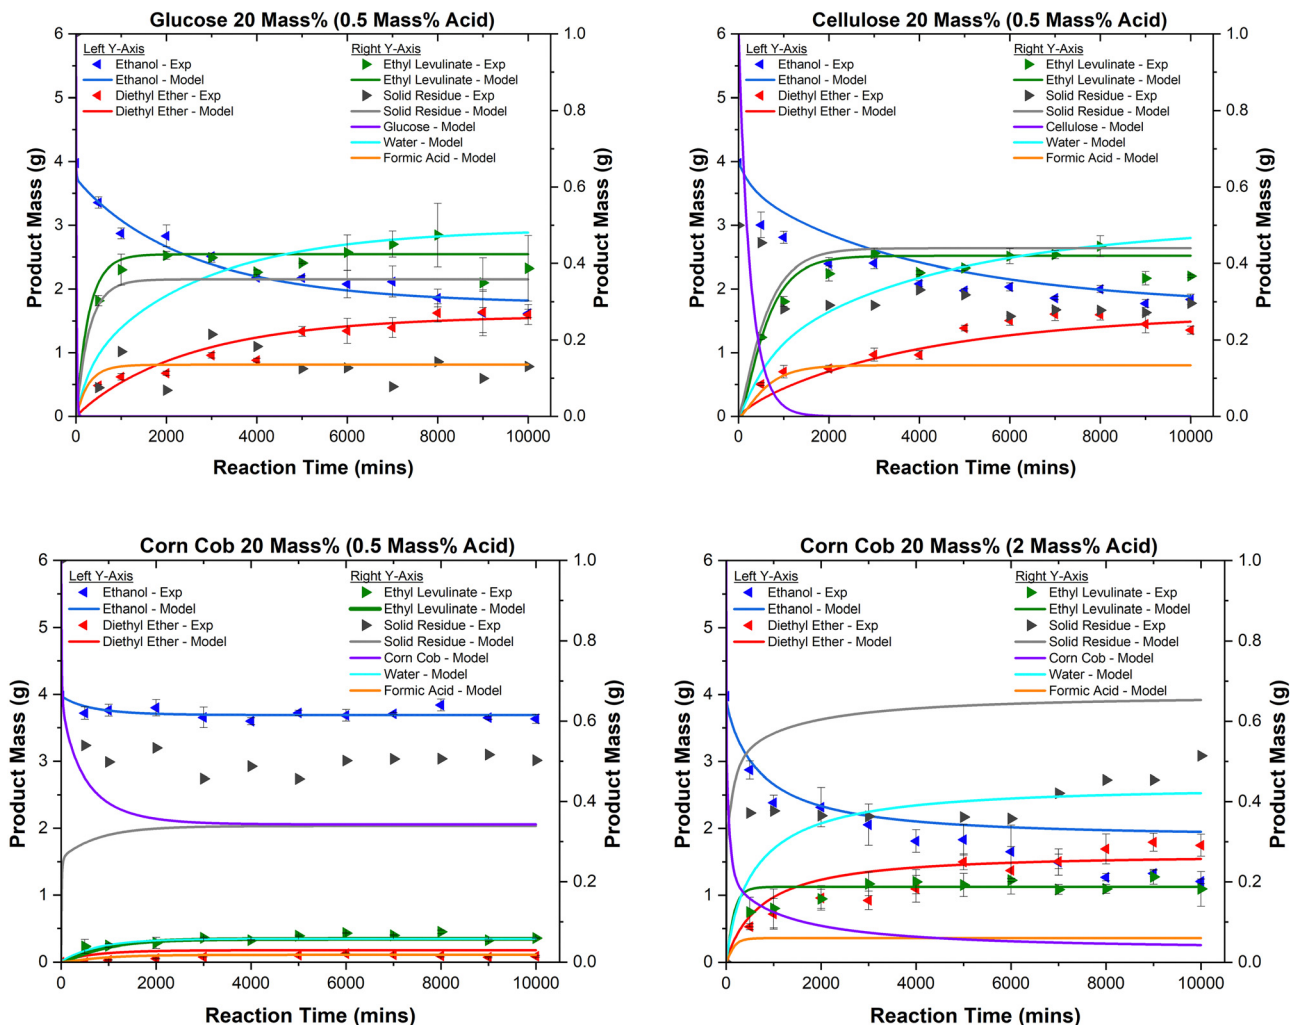 Glucose 20 Mass% (0.5 Mass% Acid)
Left Y-Axis
Ethanol - Exp
Ethanol - Model
Diethyl Ether - Exp
Diethyl Ether - Model
Right Y-Axis
Ethyl Levulinate - Exp
Ethyl Levulinate - Model
Solid Residue - Exp
Solid Residue - Model
Glucose - Model
Water - Model
Formic Acid - Model
Product Mass (g)
6
5
4
3
2
1
0
1.0
0.8
0.6
0.4
0.2
0.0
Product Mass (g)
0 2000 4000 6000 8000 10000
Reaction Time (mins)
Cellulose 20 Mass% (0.5 Mass% Acid)
Left Y-Axis
Ethanol - Exp
Ethanol - Model
Diethyl Ether - Exp
Diethyl Ether - Model
Right Y-Axis
Ethyl Levulinate - Exp
Ethyl Levulinate - Model
Solid Residue - Exp
Solid Residue - Model
Cellulose - Model
Water - Model
Formic Acid - Model
Product Mass (g)
6
5
4
3
2
1
0
1.0
0.8
0.6
0.4
0.2
0.0
Product Mass (g)
0 2000 4000 6000 8000 10000
Reaction Time (mins)
Corn Cob 20 Mass% (0.5 Mass% Acid)
Left Y-Axis
Ethanol - Exp
Ethanol - Model
Diethyl Ether - Exp
Diethyl Ether - Model
Right Y-Axis
Ethyl Levulinate - Exp
Ethyl Levulinate - Model
Solid Residue - Exp
Solid Residue - Model
Corn Cob - Model
Water - Model
Formic Acid - Model
Product Mass (g)
6
5
4
3
2
1
0
1.0
0.8
0.6
0.4
0.2
0.0
Product Mass (g)
0 2000 4000 6000 8000 10000
Reaction Time (mins)
Corn Cob 20 Mass% (2 Mass% Acid)
Left Y-Axis
Ethanol - Exp
Ethanol - Model
Diethyl Ether - Exp
Diethyl Ether - Model
Right Y-Axis
Ethyl Levulinate - Exp
Ethyl Levulinate - Model
Solid Residue - Exp
Solid Residue - Model
Corn Cob - Model
Water - Model
Formic Acid - Model
Product Mass (g)
6
5
4
3
2
1
0
1.0
0.8
0.6
0.4
0.2
0.0
Product Mass (g)
0 2000 4000 6000 8000 10000
Reaction Time (mins)